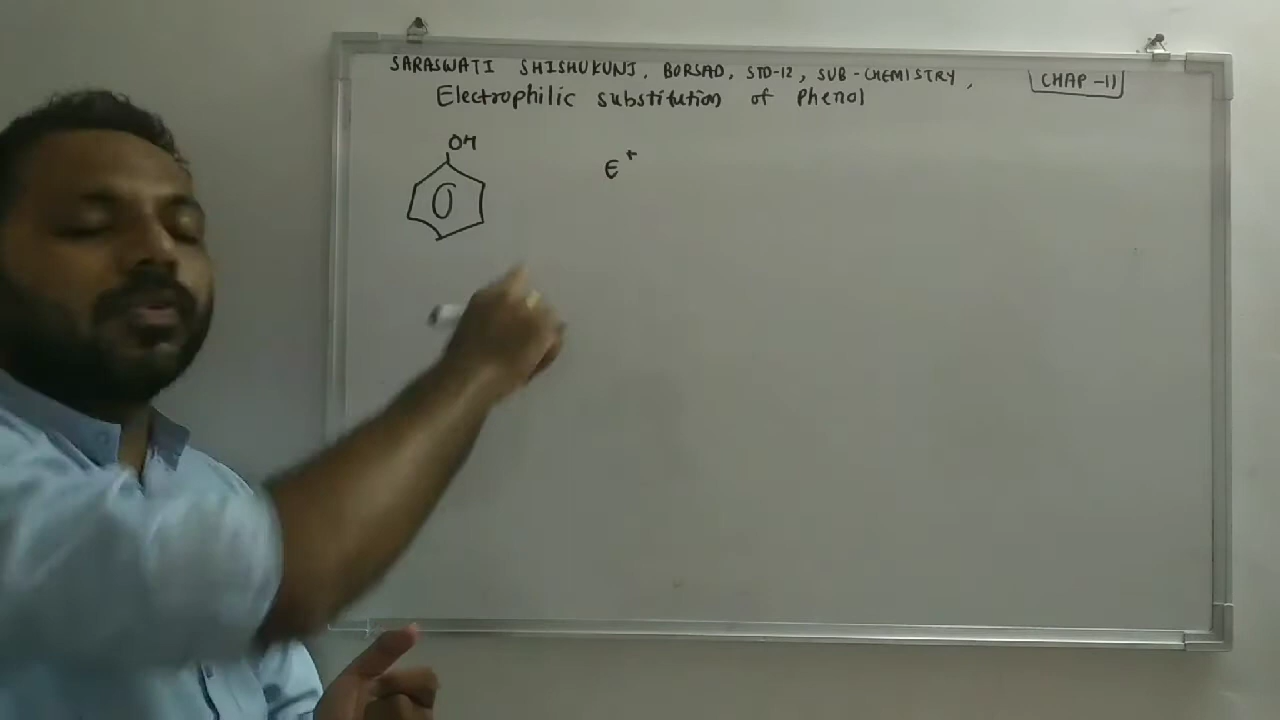 SARASWATI SHISHUKUNJ, BORSAD, STD-12, SUB-CHEMISTRY, CHAP-11
Electrophilic substitution of Phenol
OH
E+